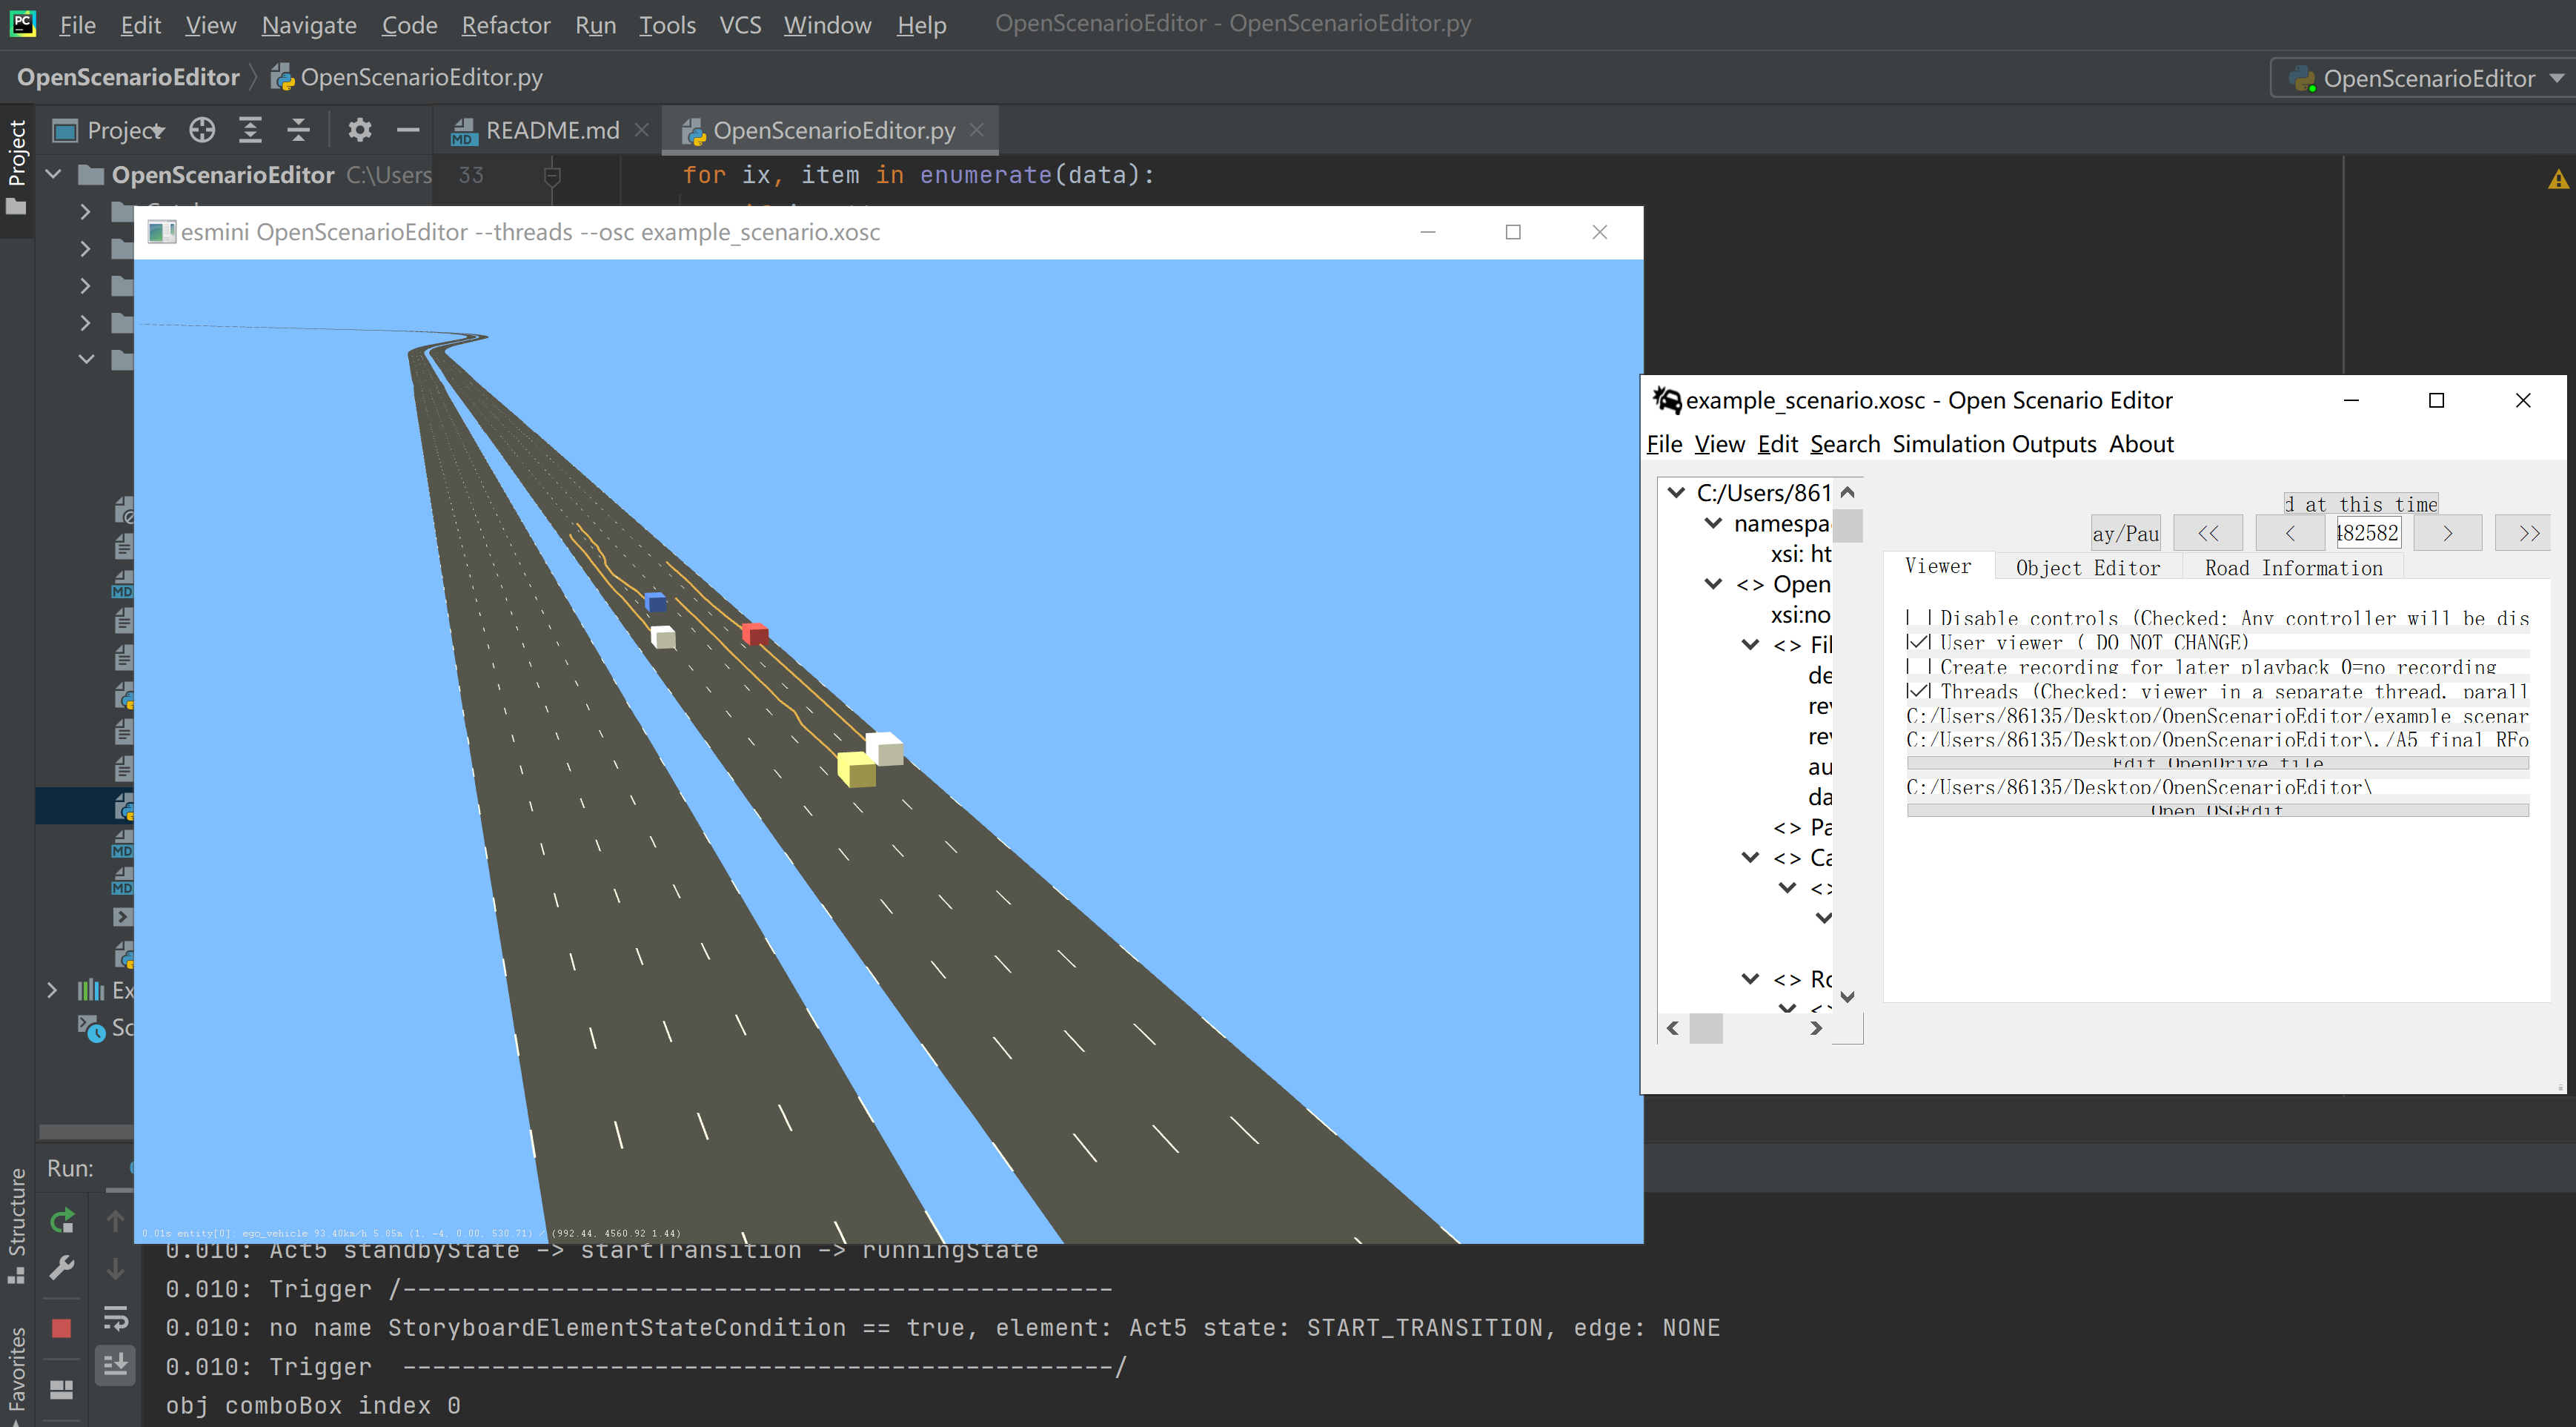 File Edit View Navigate Code Refactor Run Tools VCS Window Help OpenScenarioEditor - OpenScenarioEditor.py
OpenScenarioEditor OpenScenarioEditor.py OpenScenarioEditor
Project
Project README.md OpenScenarioEditor.py
OpenScenarioEditor C:\Users 33 for ix, item in enumerate(data):
esmini OpenScenarioEditor --threads --osc example_scenario.xosc
example_scenario.xosc - Open Scenario Editor
File View Edit Search Simulation Outputs About
C:/Users/861
namespa
xsi: ht
<> Open
xsi:no
<> Fil
de
rev
rev
au
da
<> Pa
<> Ca
<>
<> Ro
<>
d at this time
ay/Pau << < 482582 > >>
Viewer Object Editor Road Information
Disable controls (Checked: Any controller will be dis
User viewer ( DO NOT CHANGE)
Create recording for later playback 0=no recording
Threads (Checked: viewer in a separate thread, parall
C:/Users/86135/Desktop/OpenScenarioEditor/example_scenar
C:/Users/86135/Desktop/OpenScenarioEditor\./A5_final_RFo
Edit OpenDrive file
C:/Users/86135/Desktop/OpenScenarioEditor\
Open OSGEdit
MD
MD
MD
Ex
Sc
0.01s entity[0]: ego_vehicle 93.40km/h 5.85m (1, -4, 0.00, 530.71) / (992.44, 4560.92 1.44)
Run:
Structure
Favorites
0.010: Act5 standbyState -> startTransition -> runningState
0.010: Trigger /------------------------------------------------
0.010: no name StoryboardElementStateCondition == true, element: Act5 state: START_TRANSITION, edge: NONE
0.010: Trigger  ------------------------------------------------/
obj comboBox index 0